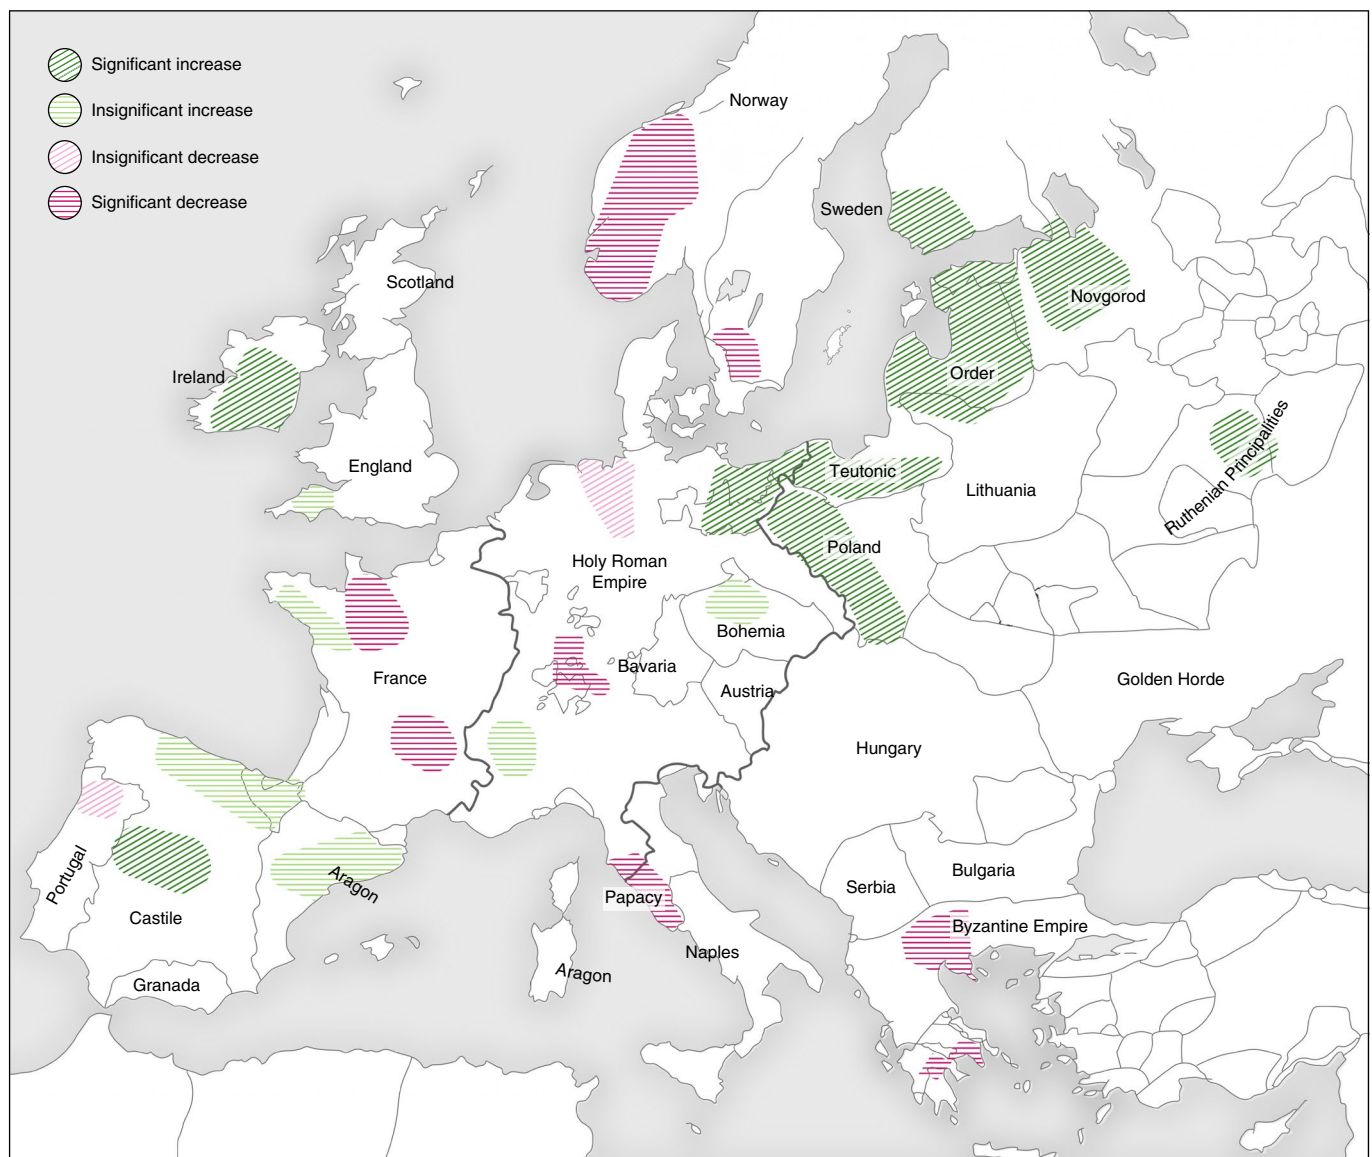 Significant increase
Insignificant increase
Insignificant decrease
Significant decrease
Norway
Sweden
Scotland
Novgorod
Ireland
Order
England
Teutonic
Lithuania
Ruthenian Principalities
Poland
Holy Roman
Empire
Bohemia
Bavaria
France
Austria
Golden Horde
Hungary
Portugal
Aragon
Castile
Granada
Papacy
Naples
Aragon
Serbia
Bulgaria
Byzantine Empire